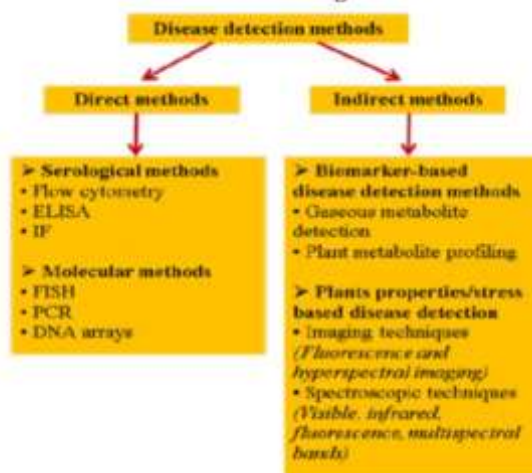 Disease detection methods
Direct methods
Indirect methods
➤ Serological methods
• Flow cytometry
• ELISA
• IF
➤ Molecular methods
• FISH
• PCR
• DNA arrays
➤ Biomarker-based
disease detection methods
• Gaseous metabolite
detection
• Plant metabolite profiling
➤ Plants properties/stress
based disease detection
• Imaging techniques
(Fluorescence and
hyperspectral imaging)
• Spectroscopic techniques
(Visible, infrared,
fluorescence, multispectral
bands)